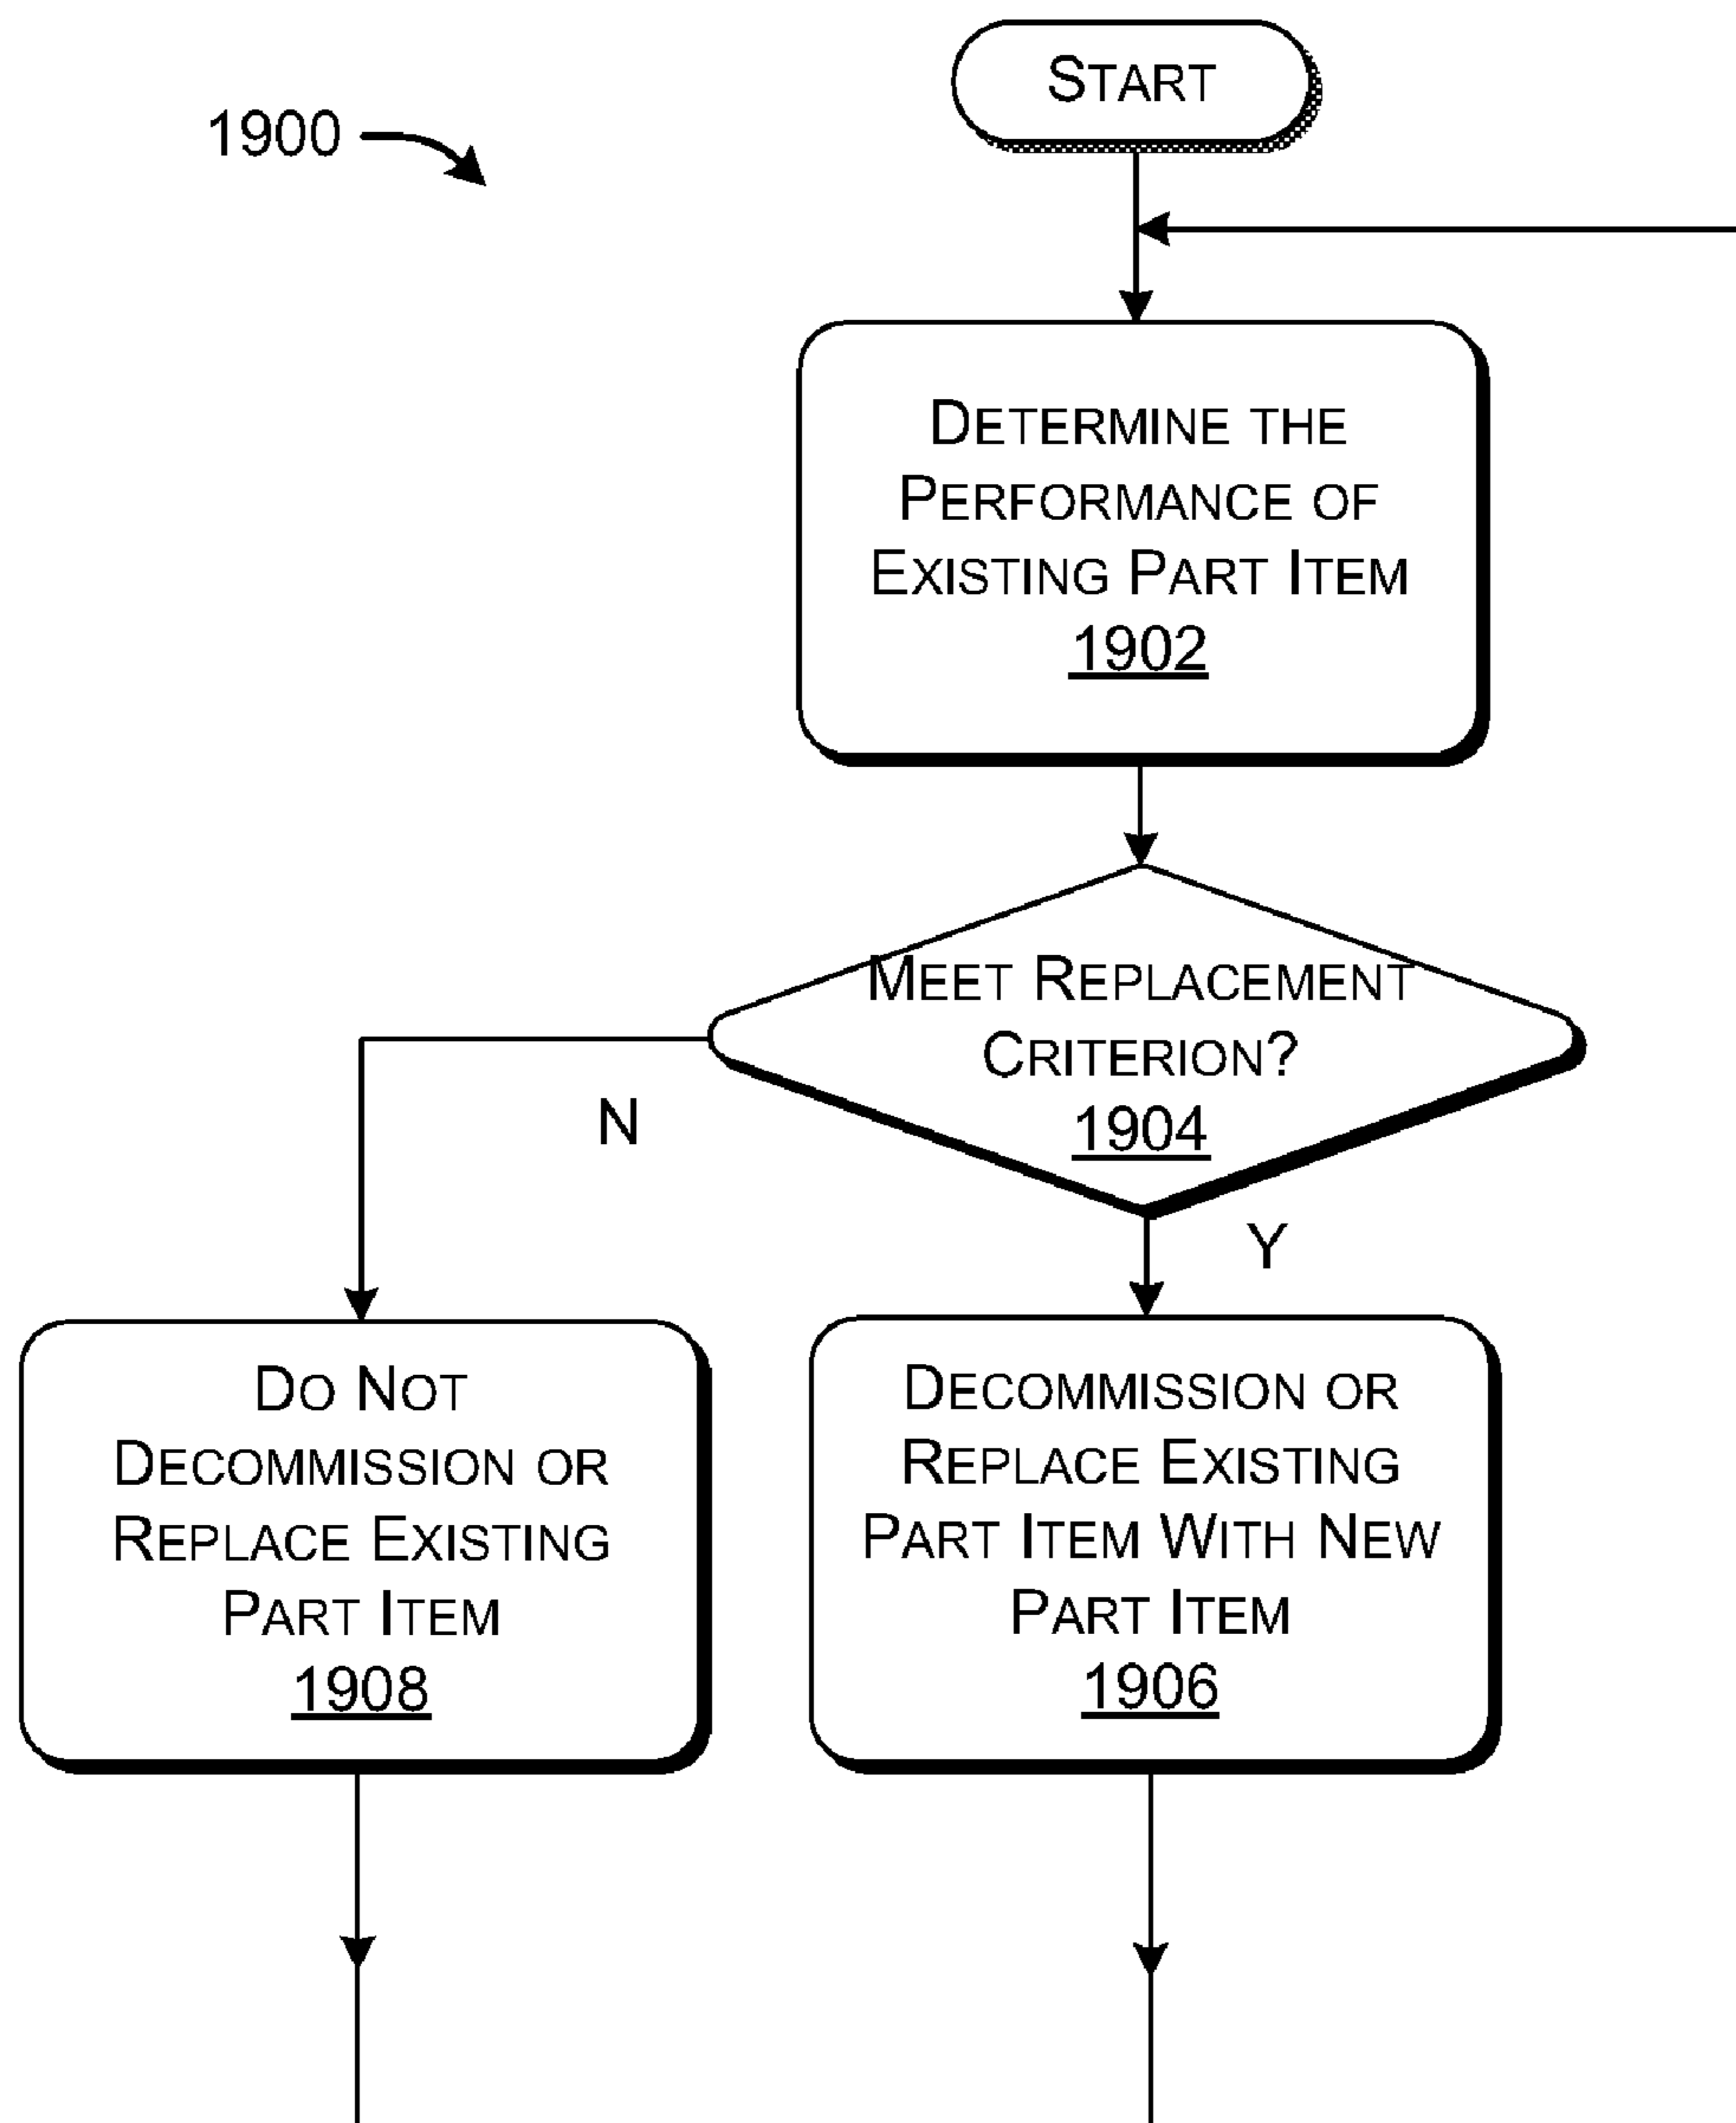 START
1900
DETERMINE THE
PERFORMANCE OF
EXISTING PART ITEM
1902
MEET REPLACEMENT
CRITERION?
1904
N
Y
DO NOT
DECOMMISSION OR
REPLACE EXISTING
PART ITEM
1908
DECOMMISSION OR
REPLACE EXISTING
PART ITEM WITH NEW
PART ITEM
1906